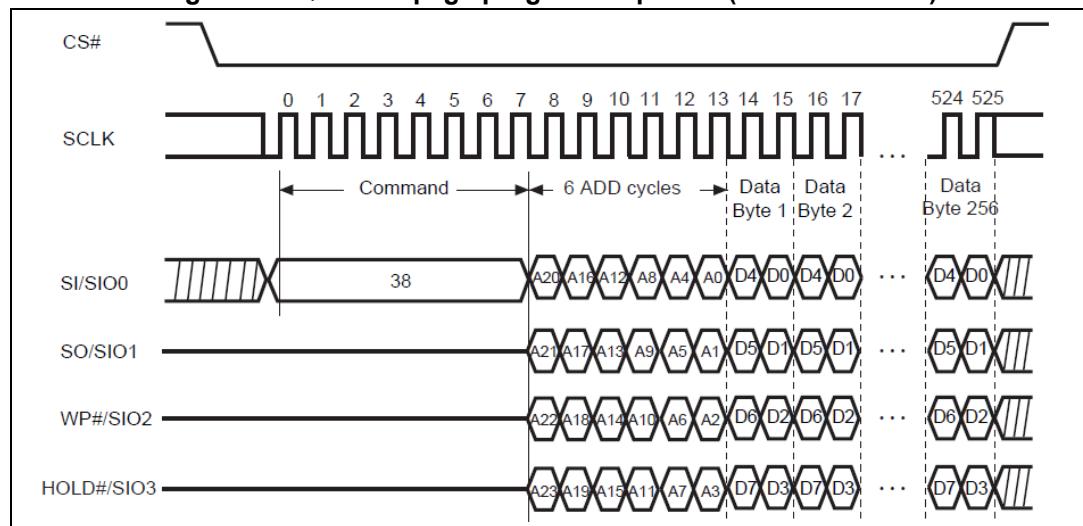 CS#
0 1 2 3 4 5 6 7 8 9 10 11 12 13 14 15 16 17 524 525
SCLK
...
Command 6 ADD cycles Data Data Data
Byte 1 Byte 2 Byte 256
SI/SIO0 38 A20 A16 A12 A8 A4 A0 D4 D0 D4 D0 ... D4 D0
SO/SIO1 A21 A17 A13 A9 A5 A1 D5 D1 D5 D1 ... D5 D1
WP#/SIO2 A22 A18 A14 A10 A6 A2 D6 D2 D6 D2 ... D6 D2
HOLD#/SIO3 A23 A19 A15 A11 A7 A3 D7 D3 D7 D3 ... D7 D3